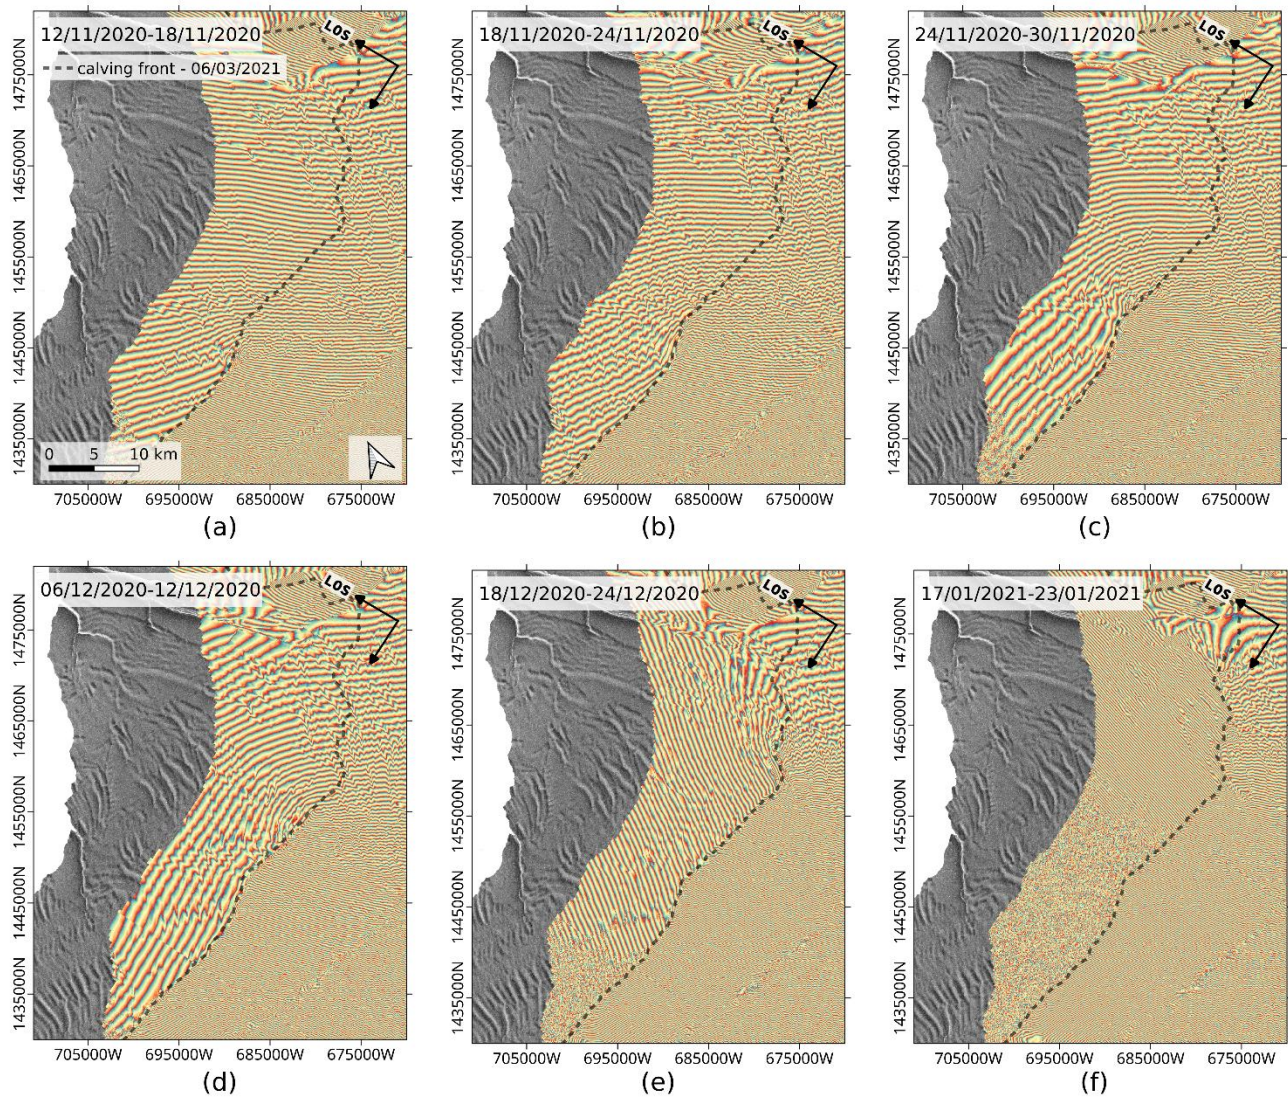 12/11/2020-18/11/2020
calving front - 06/03/2021
LOS
1475000N
1465000N
1455000N
1445000N
1435000N
0 5 10 km
705000W 695000W 685000W 675000W
(a)
18/11/2020-24/11/2020
LOS
1475000N
1465000N
1455000N
1445000N
1435000N
705000W 695000W 685000W 675000W
(b)
24/11/2020-30/11/2020
LOS
1475000N
1465000N
1455000N
1445000N
1435000N
705000W 695000W 685000W 675000W
(c)
06/12/2020-12/12/2020
LOS
1475000N
1465000N
1455000N
1445000N
1435000N
705000W 695000W 685000W 675000W
(d)
18/12/2020-24/12/2020
LOS
1475000N
1465000N
1455000N
1445000N
1435000N
705000W 695000W 685000W 675000W
(e)
17/01/2021-23/01/2021
LOS
1475000N
1465000N
1455000N
1445000N
1435000N
705000W 695000W 685000W 675000W
(f)